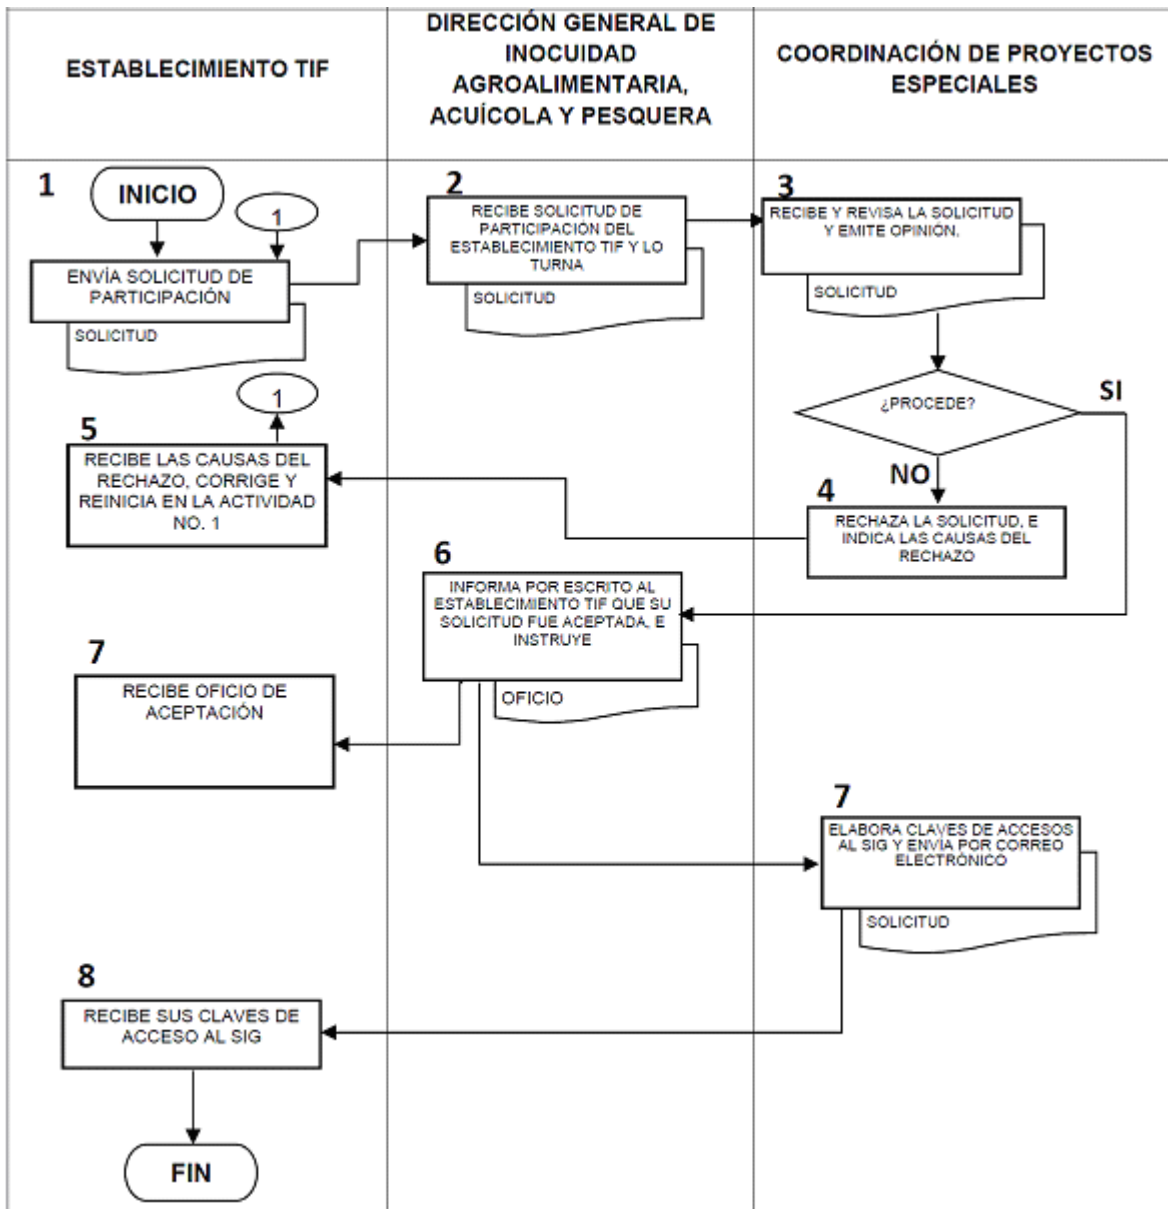 ESTABLECIMIENTO TIF
DIRECCIÓN GENERAL DE
INOCUIDAD
AGROALIMENTARIA,
ACUÍCOLA Y PESQUERA
COORDINACIÓN DE PROYECTOS
ESPECIALES
1
INICIO
1
ENVÍA SOLICITUD DE
PARTICIPACIÓN
SOLICITUD
2
RECIBE SOLICITUD DE
PARTICIPACIÓN DEL
ESTABLECIMIENTO TIF Y LO
TURNA
SOLICITUD
3
RECIBE Y REVISA LA SOLICITUD
Y EMITE OPINIÓN.
SOLICITUD
¿PROCEDE?
SI
NO
4
RECHAZA LA SOLICITUD, E
INDICA LAS CAUSAS DEL
RECHAZO
1
5
RECIBE LAS CAUSAS DEL
RECHAZO, CORRIGE Y
REINICIA EN LA ACTIVIDAD
NO. 1
6
INFORMA POR ESCRITO AL
ESTABLECIMIENTO TIF QUE SU
SOLICITUD FUE ACEPTADA, E
INSTRUYE
OFICIO
7
RECIBE OFICIO DE
ACEPTACIÓN
7
ELABORA CLAVES DE ACCESOS
AL SIG Y ENVÍA POR CORREO
ELECTRÓNICO
SOLICITUD
8
RECIBE SUS CLAVES DE
ACCESO AL SIG
FIN